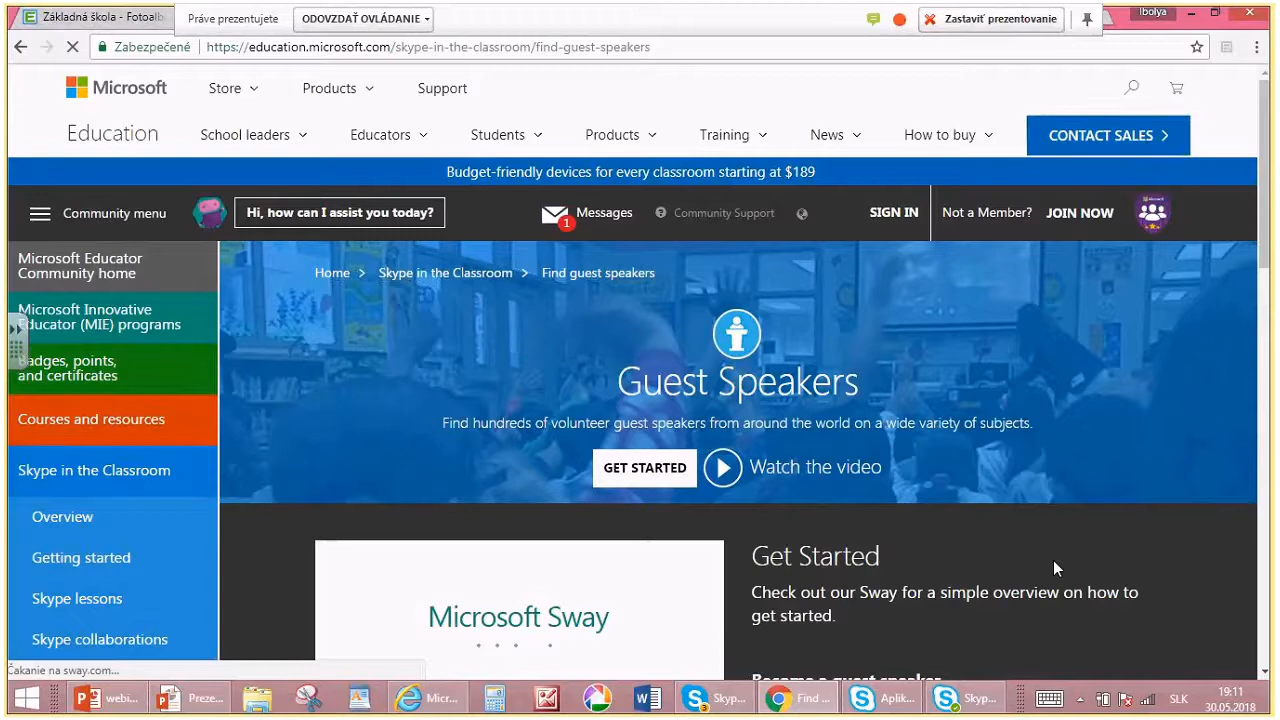 Základná škola - Fotoalb
Práve prezentujete
ODOVZDAŤ OVLÁDANIE
Zastaviť prezentovanie
Ibolya
Zabezpečené
https://education.microsoft.com/skype-in-the-classroom/find-guest-speakers
Microsoft
Store
Products
Support
Education
School leaders
Educators
Students
Products
Training
News
How to buy
CONTACT SALES
Budget-friendly devices for every classroom starting at $189
Community menu
Hi, how can I assist you today?
1
Messages
Community Support
SIGN IN
Not a Member?
JOIN NOW
Microsoft Educator
Community home
Microsoft Innovative
Educator (MIE) programs
Badges, points,
and certificates
Courses and resources
Skype in the Classroom
Overview
Getting started
Skype lessons
Skype collaborations
Home > Skype in the Classroom > Find guest speakers
Guest Speakers
Find hundreds of volunteer guest speakers from around the world on a wide variety of subjects.
GET STARTED
Watch the video
Microsoft Sway
Get Started
Check out our Sway for a simple overview on how to
get started.
Become a guest speaker
Čakanie na sway.com...
webi...
Preze...
Micr...
Skyp...
Find ...
Aplik...
Skyp...
SLK
19:11
30.05.2018